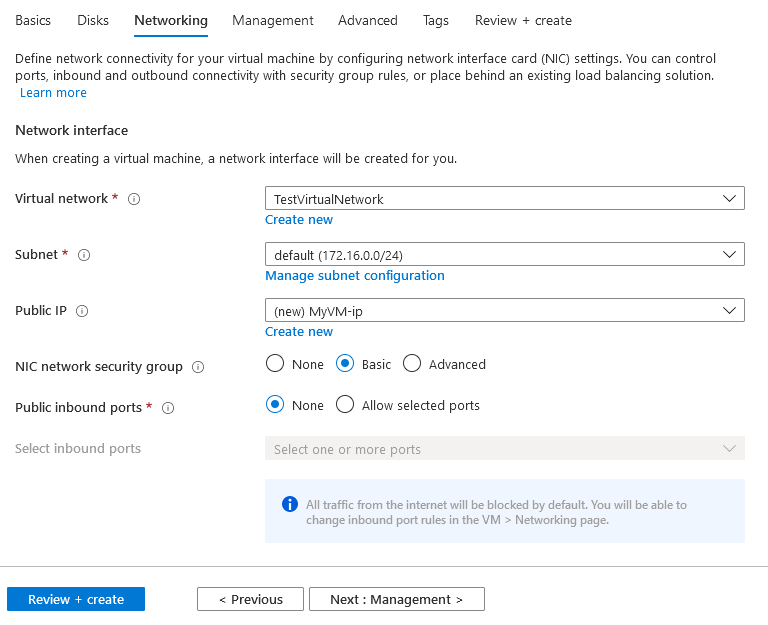 Basics Disks Networking Management Advanced Tags Review + create
Define network connectivity for your virtual machine by configuring network interface card (NIC) settings. You can control
ports, inbound and outbound connectivity with security group rules, or place behind an existing load balancing solution.
Learn more
Network interface
When creating a virtual machine, a network interface will be created for you.
Virtual network * TestVirtualNetwork
Create new
Subnet * default (172.16.0.0/24)
Manage subnet configuration
Public IP (new) MyVM-ip
Create new
NIC network security group None Basic Advanced
Public inbound ports * None Allow selected ports
Select inbound ports Select one or more ports
All traffic from the internet will be blocked by default. You will be able to
change inbound port rules in the VM > Networking page.
Review + create < Previous Next : Management >